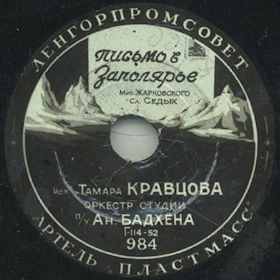 ЛЕНГОРПРОМСОВЕТ
Письмо в
Заполярье
Муз. Жарковского
сл. Седых
Исп. Тамара КРАВЦОВА
ОРКЕСТР СТУДИИ
П/У Ан. БАДХЕНА
Г-114-52
984
АРТЕЛЬ „ПЛАСТМАСС"